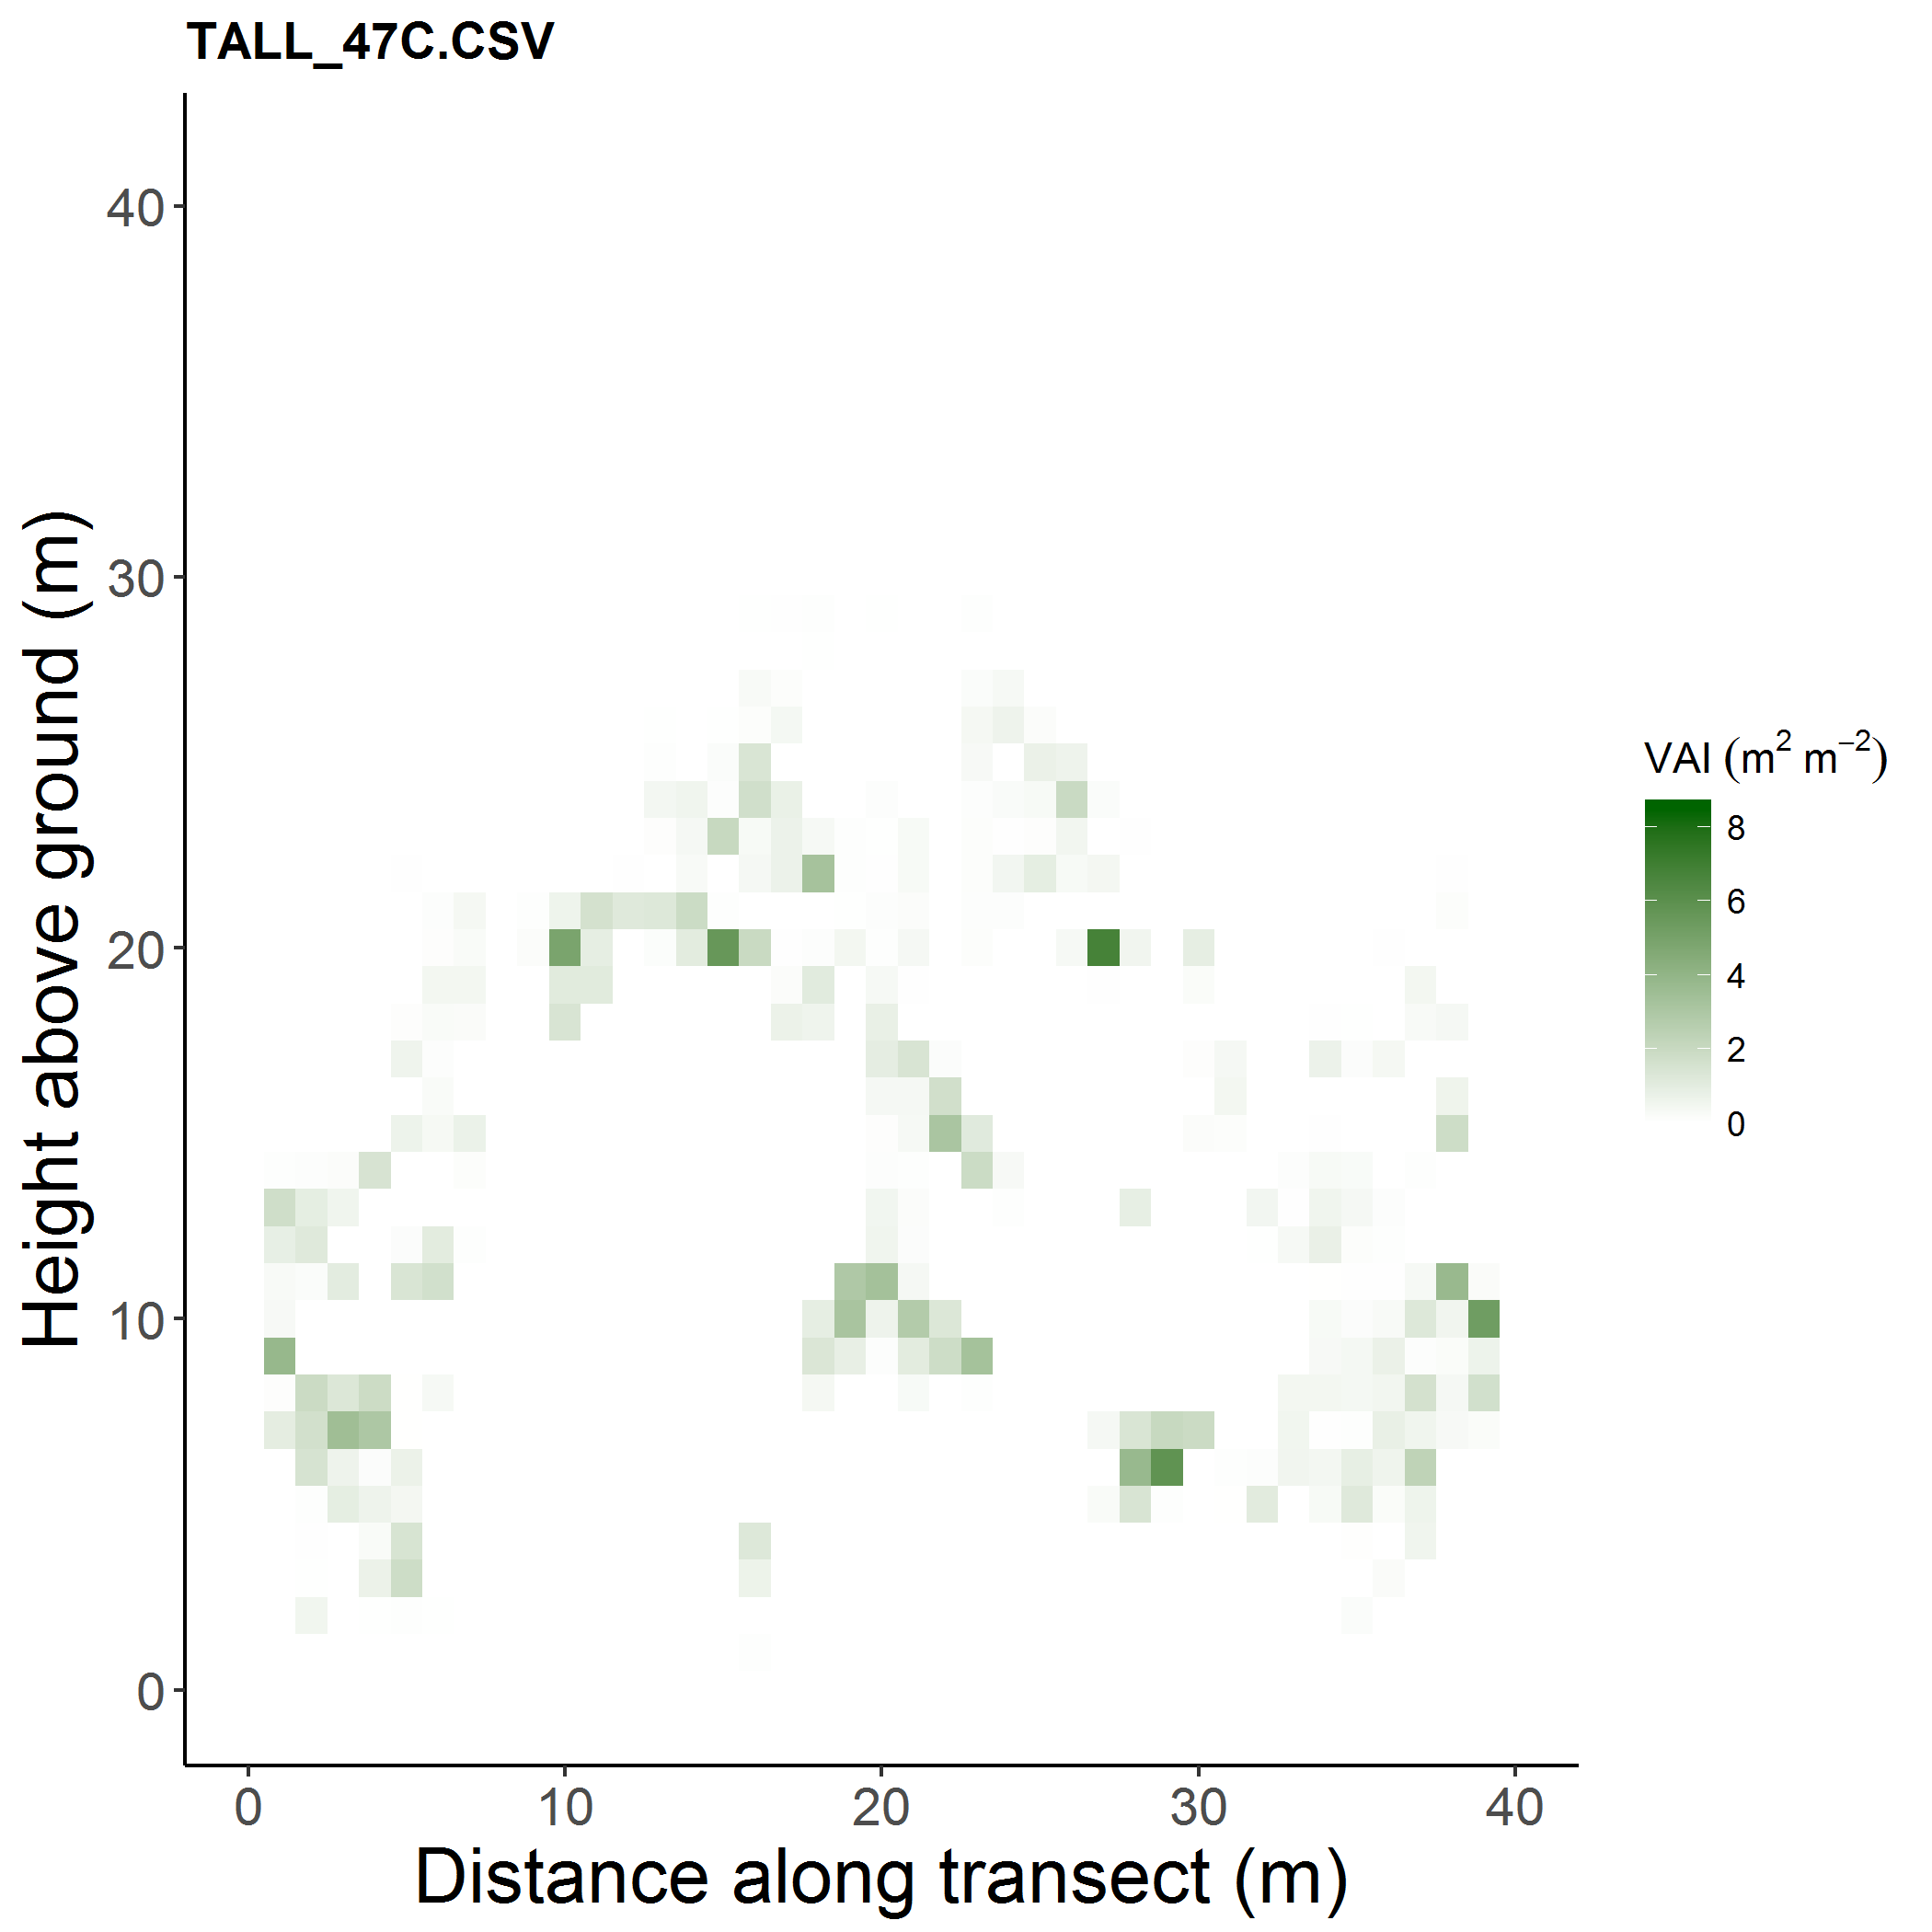 TALL_47C.CSV
Height above ground (m)
40
30
20
10
0
0 10 20 30 40
Distance along transect (m)
VAI (m² m⁻²)
8
6
4
2
0